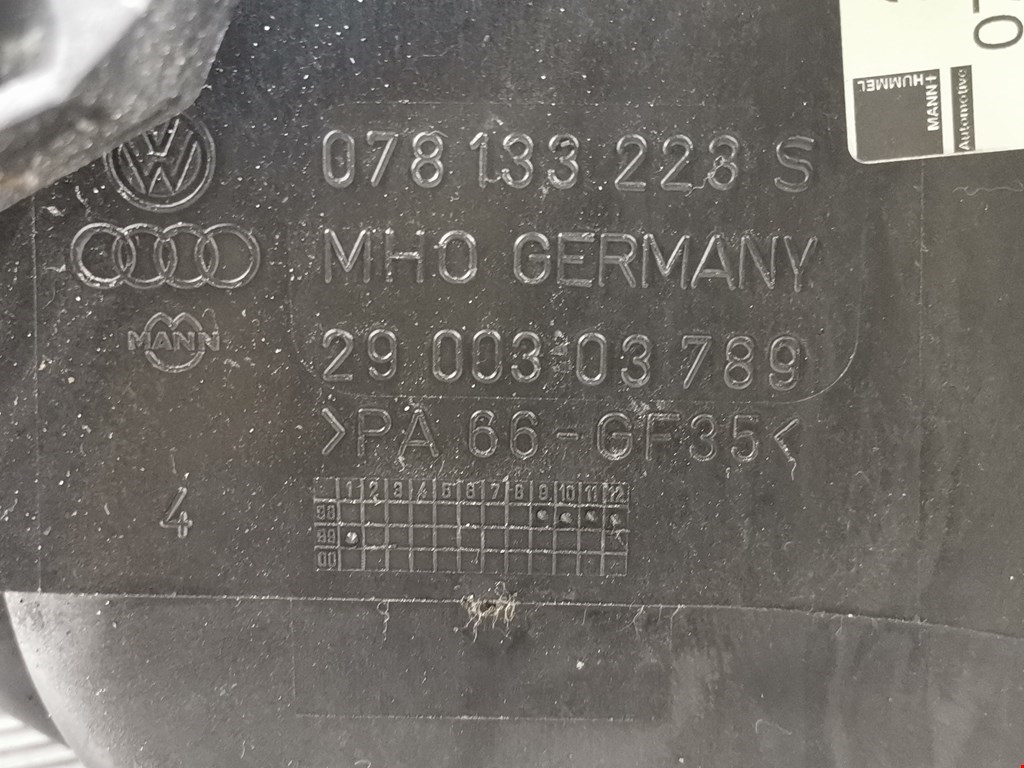 078 133 223 S
MHO GERMANY
29 003 03 789
>PA 66-GF35<
MANN
4
1 2 3 4 5 6 7 8 9 10 11 12
98
99
00
MANN+
HUMMEL
Automotive